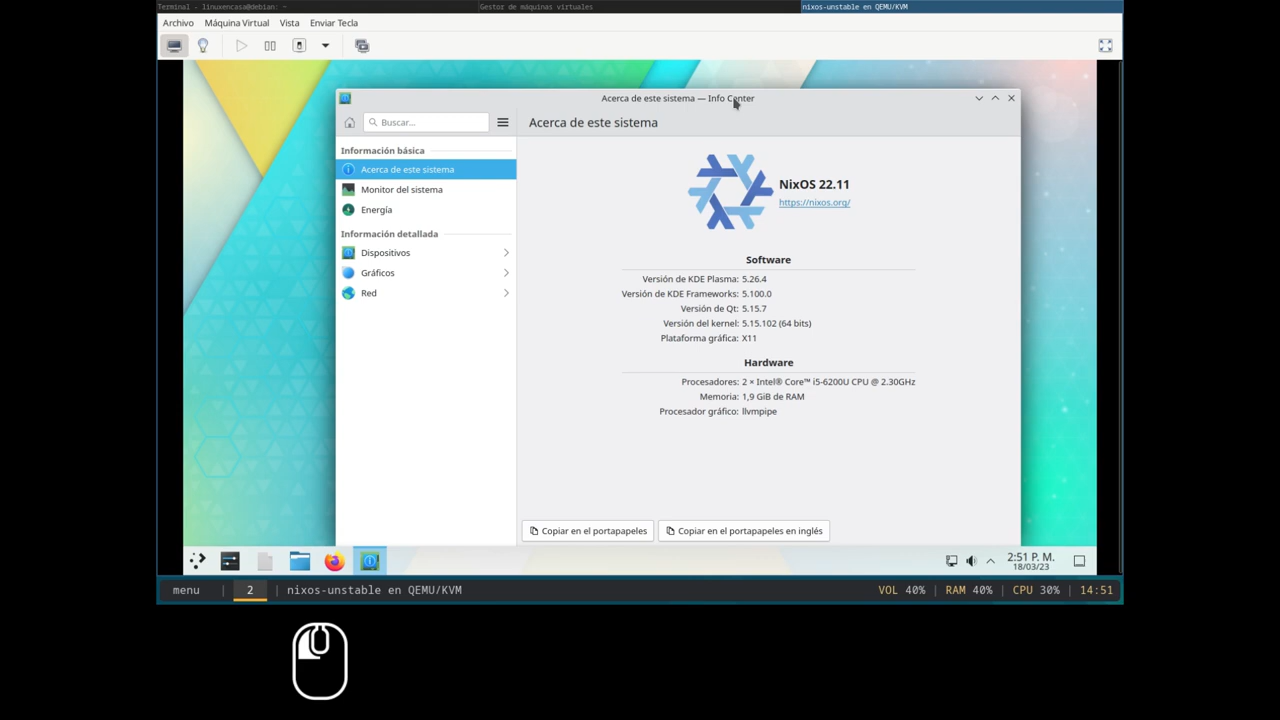 Terminal - linuxencasa@debian: ~
Gestor de máquinas virtuales
nixos-unstable en QEMU/KVM
Archivo Máquina Virtual Vista Enviar Tecla
Acerca de este sistema — Info Center
Buscar...
Acerca de este sistema
Información básica
Acerca de este sistema
Monitor del sistema
Energía
Información detallada
Dispositivos
Gráficos
Red
NixOS 22.11
https://nixos.org/
Software
Versión de KDE Plasma: 5.26.4
Versión de KDE Frameworks: 5.100.0
Versión de Qt: 5.15.7
Versión del kernel: 5.15.102 (64 bits)
Plataforma gráfica: X11
Hardware
Procesadores: 2 × Intel® Core™ i5-6200U CPU @ 2.30GHz
Memoria: 1,9 GiB de RAM
Procesador gráfico: llvmpipe
Copiar en el portapapeles
Copiar en el portapapeles en inglés
2:51 P. M.
18/03/23
menu | 2 | nixos-unstable en QEMU/KVM
VOL 40% | RAM 40% | CPU 30% | 14:51